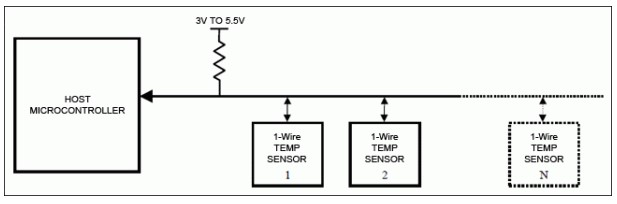 3V TO 5.5V
HOST
MICROCONTROLLER
1-Wire
TEMP
SENSOR
1
1-Wire
TEMP
SENSOR
2
1-Wire
TEMP
SENSOR
N